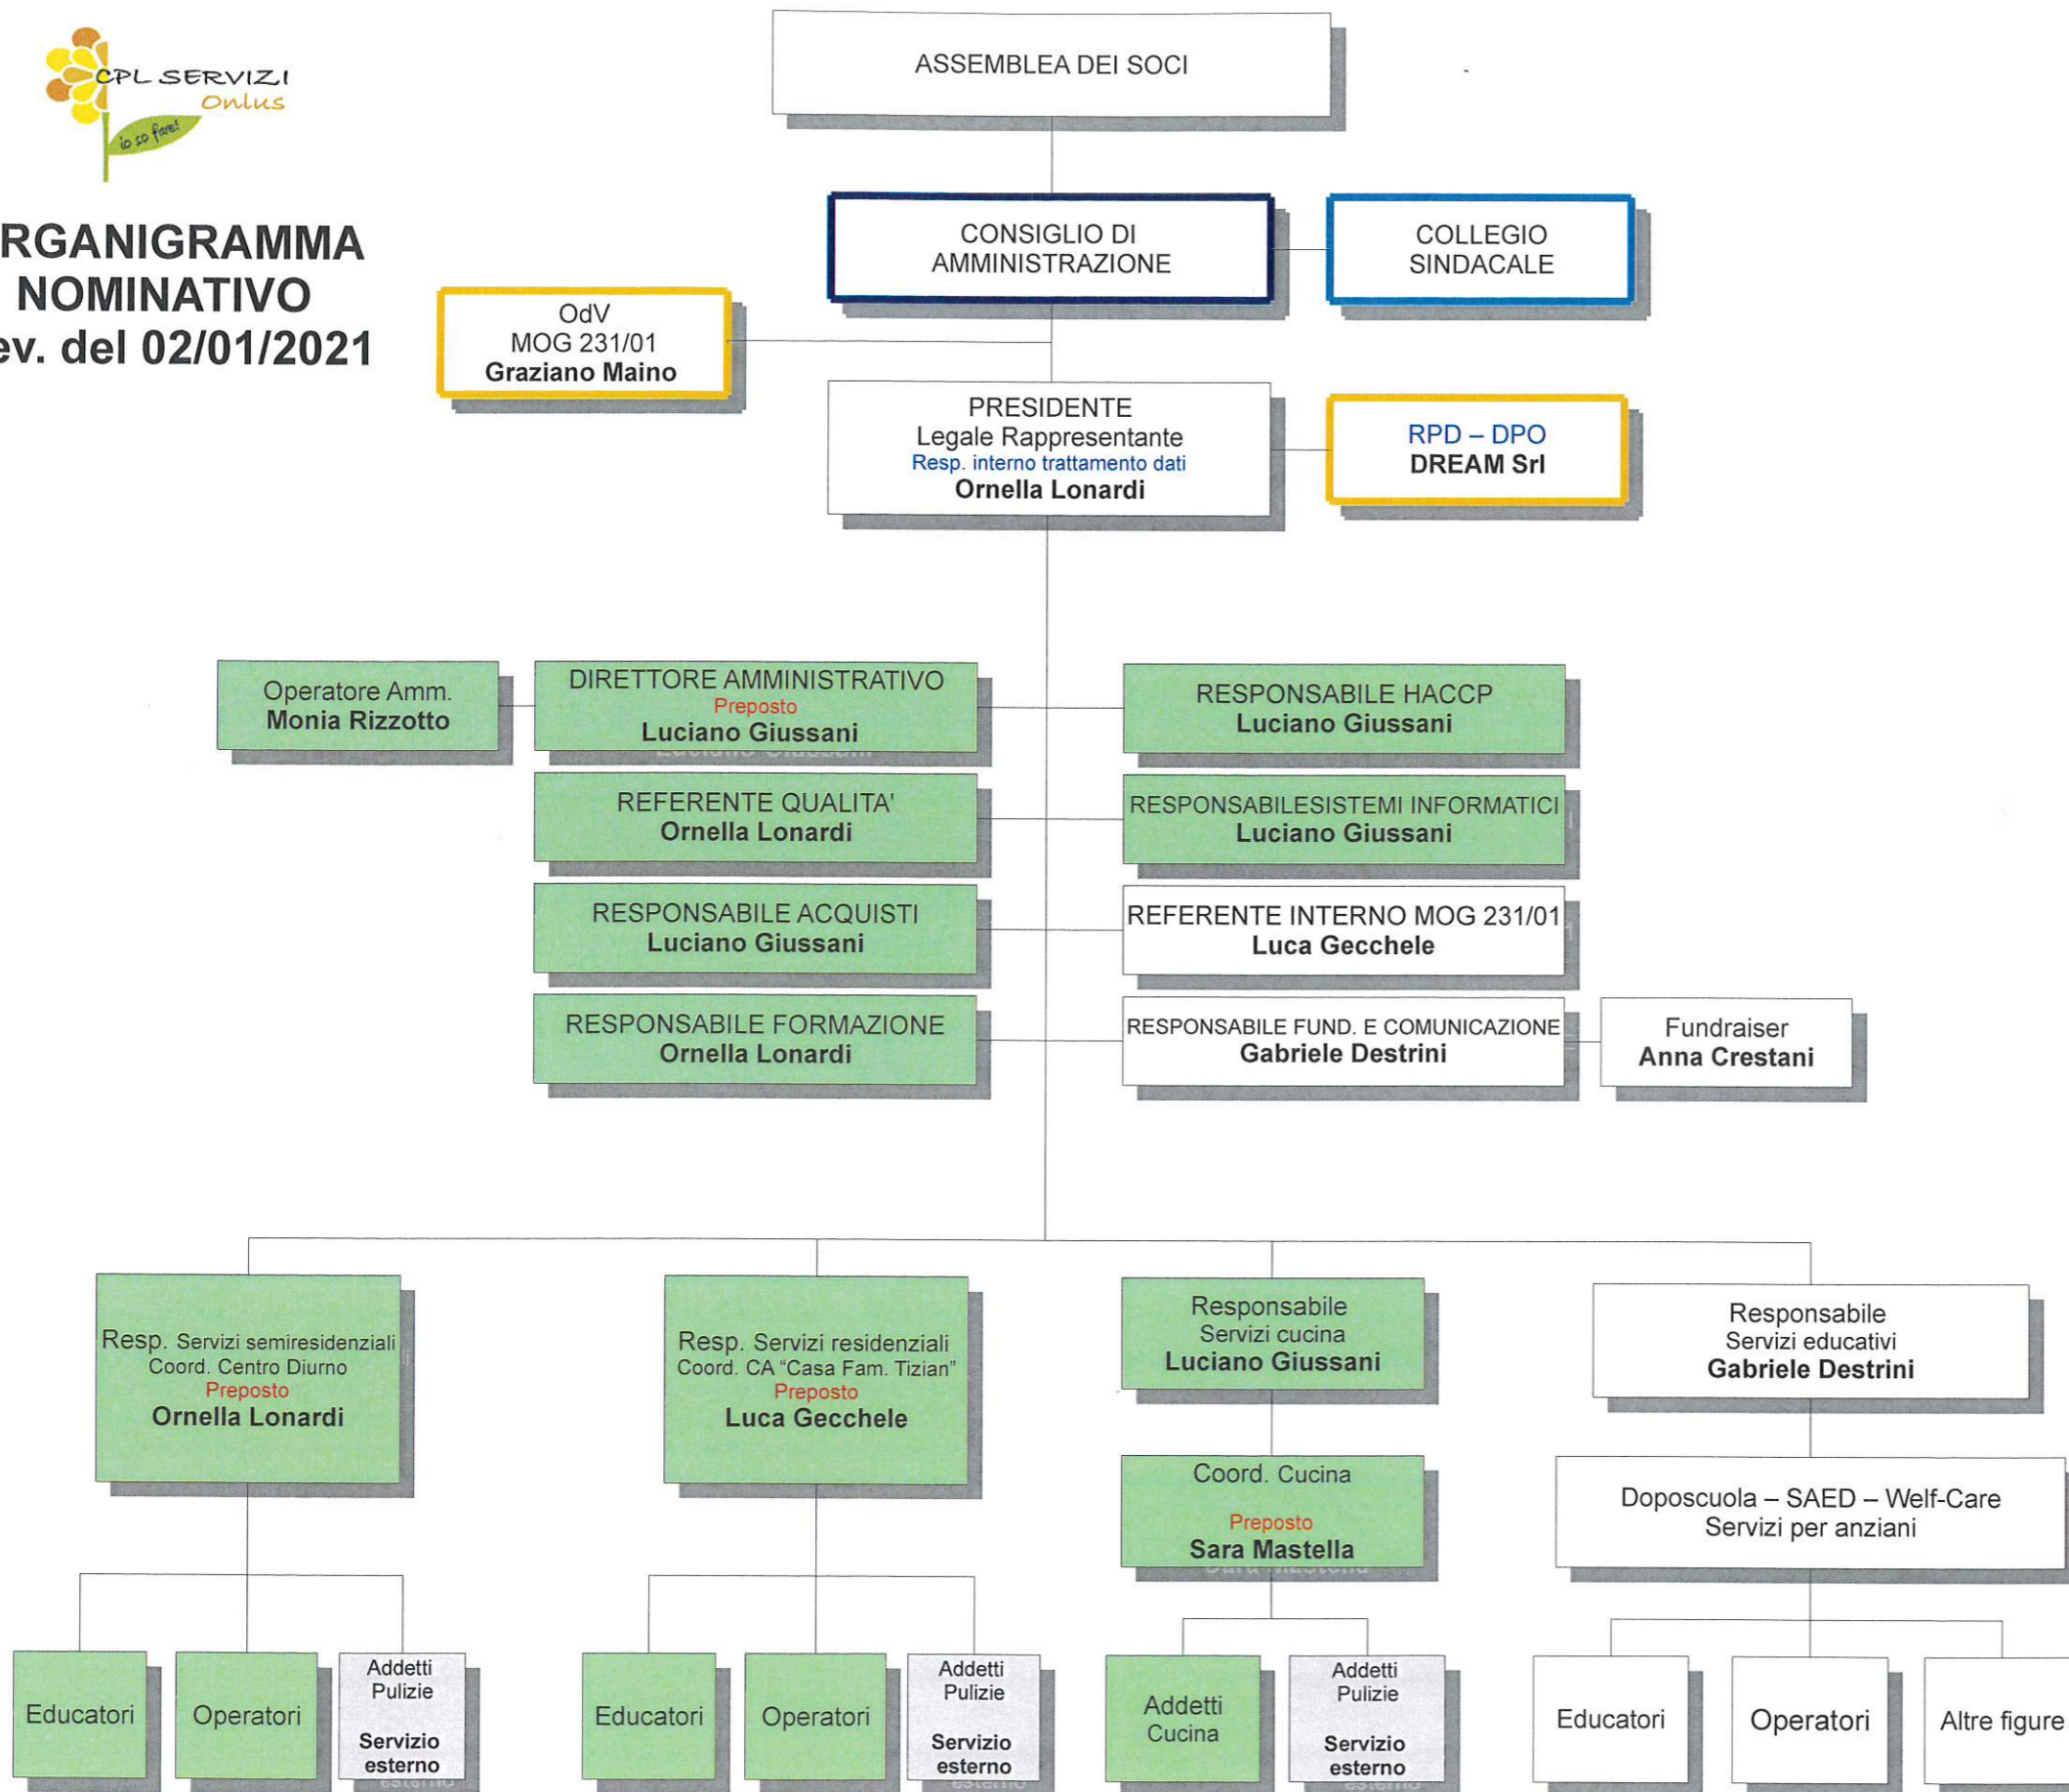 CPL SERVIZI
Onlus
io so fare!
RGANIGRAMMA
NOMINATIVO
ev. del 02/01/2021
ASSEMBLEA DEI SOCI
CONSIGLIO DI
AMMINISTRAZIONE
COLLEGIO
SINDACALE
OdV
MOG 231/01
Graziano Maino
PRESIDENTE
Legale Rappresentante
Resp. interno trattamento dati
Ornella Lonardi
RPD – DPO
DREAM Srl
Operatore Amm.
Monia Rizzotto
DIRETTORE AMMINISTRATIVO
Preposto
Luciano Giussani
RESPONSABILE HACCP
Luciano Giussani
REFERENTE QUALITA'
Ornella Lonardi
RESPONSABILESISTEMI INFORMATICI
Luciano Giussani
RESPONSABILE ACQUISTI
Luciano Giussani
REFERENTE INTERNO MOG 231/01
Luca Gecchele
RESPONSABILE FORMAZIONE
Ornella Lonardi
RESPONSABILE FUND. E COMUNICAZIONE
Gabriele Destrini
Fundraiser
Anna Crestani
Resp. Servizi semiresidenziali
Coord. Centro Diurno
Preposto
Ornella Lonardi
Resp. Servizi residenziali
Coord. CA “Casa Fam. Tizian”
Preposto
Luca Gecchele
Responsabile
Servizi cucina
Luciano Giussani
Responsabile
Servizi educativi
Gabriele Destrini
Coord. Cucina
Preposto
Sara Mastella
Doposcuola – SAED – Welf-Care
Servizi per anziani
Educatori
Operatori
Addetti
Pulizie
Servizio
esterno
Educatori
Operatori
Addetti
Pulizie
Servizio
esterno
Addetti
Cucina
Addetti
Pulizie
Servizio
esterno
Educatori
Operatori
Altre figure